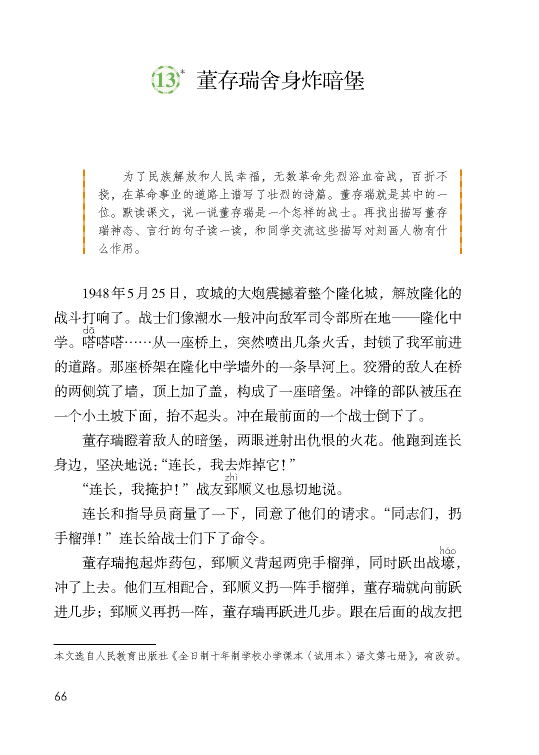 13* 董存瑞舍身炸暗堡
为了民族解放和人民幸福，无数革命先烈浴血奋战，百折不
挠，在革命事业的道路上谱写了壮烈的诗篇。董存瑞就是其中的一
位。默读课文，说一说董存瑞是一个怎样的战士。再找出描写董存
瑞神态、言行的句子读一读，和同学交流这些描写对刻画人物有什
么作用。
1948年5月25日，攻城的大炮震撼着整个隆化城，解放隆化的
战斗打响了。战士们像潮水一般冲向敌军司令部所在地——隆化中
dā
学。嗒嗒嗒……从一座桥上，突然喷出几条火舌，封锁了我军前进
的道路。那座桥架在隆化中学墙外的一条旱河上。狡猾的敌人在桥
的两侧筑了墙，顶上加了盖，构成了一座暗堡。冲锋的部队被压在
一个小土坡下面，抬不起头。冲在最前面的一个战士倒下了。
董存瑞瞪着敌人的暗堡，两眼迸射出仇恨的火花。他跑到连长
身边，坚决地说：“连长，我去炸掉它！”
zhì
“连长，我掩护！”战友郅顺义也恳切地说。
连长和指导员商量了一下，同意了他们的请求。“同志们，扔
手榴弹！”连长给战士们下了命令。
háo
董存瑞抱起炸药包，郅顺义背起两兜手榴弹，同时跃出战壕，
冲了上去。他们互相配合，郅顺义扔一阵手榴弹，董存瑞就向前跃
进几步；郅顺义再扔一阵，董存瑞再跃进几步。跟在后面的战友把
本文选自人民教育出版社《全日制十年制学校小学课本（试用本）语文第七册》，有改动。
66